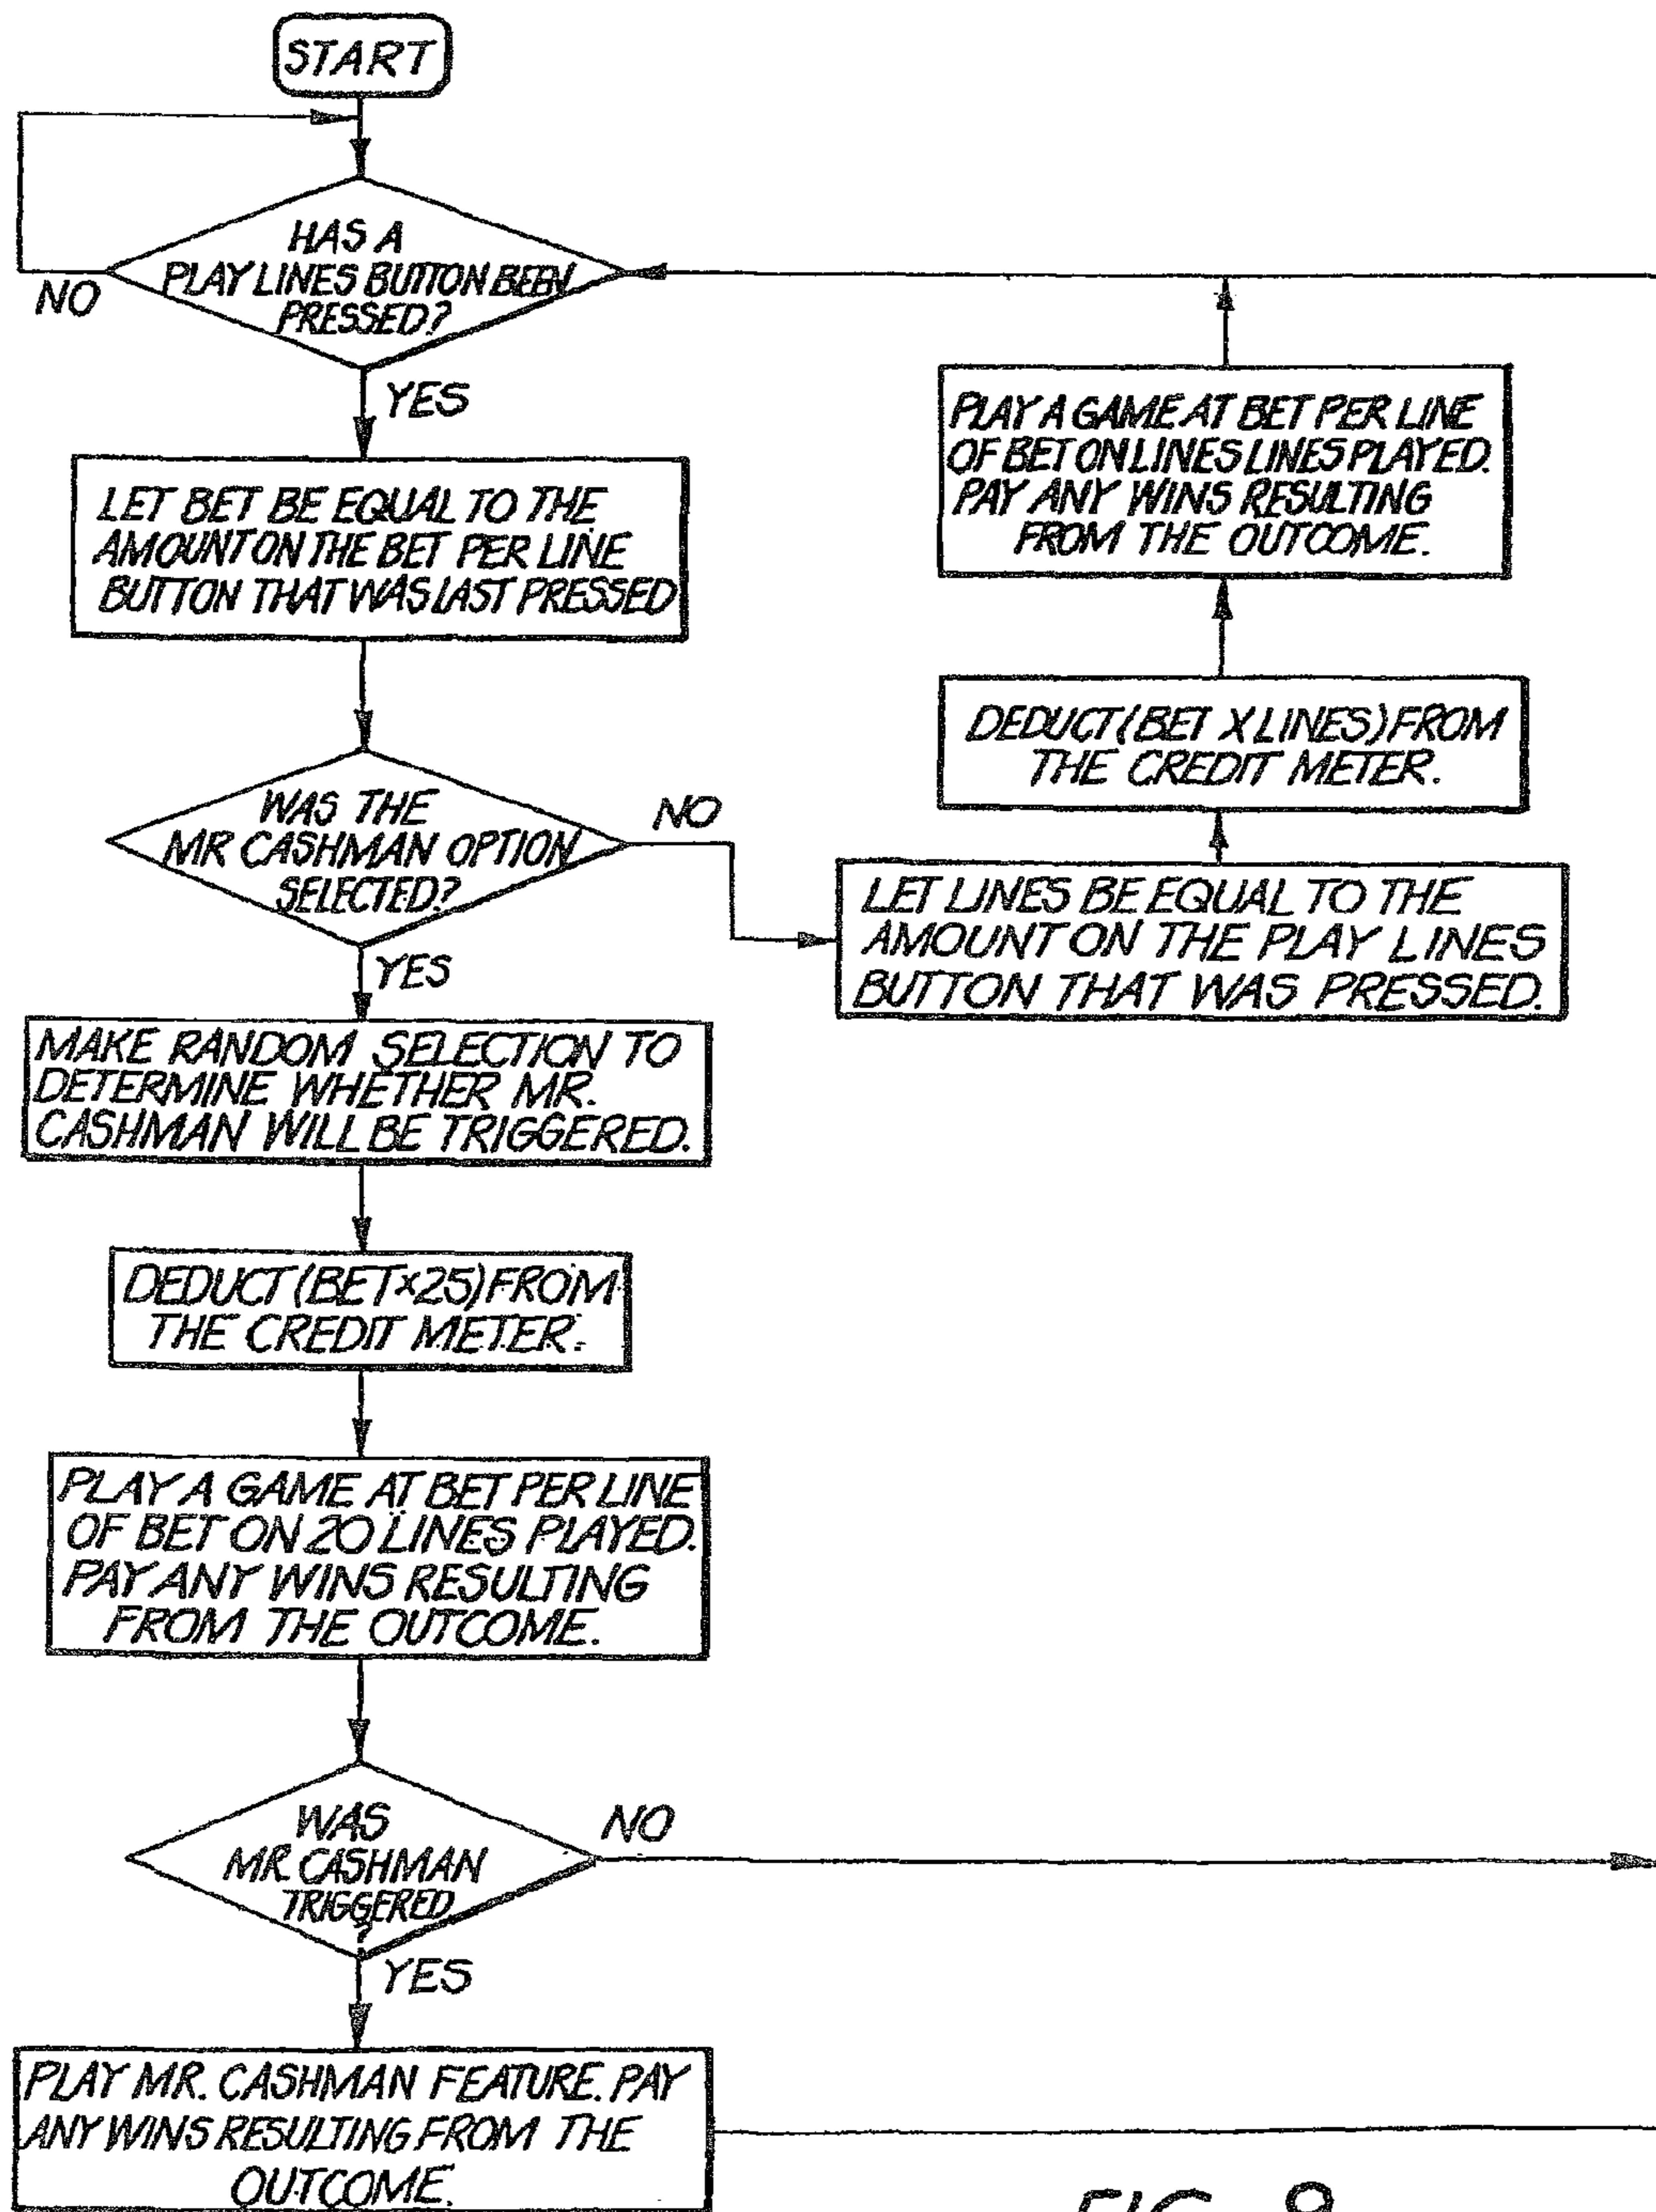 START
HAS A
PLAY LINES BUTTON BEEN
PRESSED?
NO
YES
LET BET BE EQUAL TO THE
AMOUNT ON THE BET PER LINE
BUTTON THAT WAS LAST PRESSED
WAS THE
MR CASHMAN OPTION
SELECTED?
NO
YES
LET LINES BE EQUAL TO THE
AMOUNT ON THE PLAY LINES
BUTTON THAT WAS PRESSED.
DEDUCT (BET X LINES) FROM
THE CREDIT METER.
PLAY A GAME AT BET PER LINE
OF BET ON LINES LINES PLAYED.
PAY ANY WINS RESULTING
FROM THE OUTCOME.
MAKE RANDOM SELECTION TO
DETERMINE WHETHER MR.
CASHMAN WILL BE TRIGGERED.
DEDUCT (BET x 25) FROM
THE CREDIT METER.
PLAY A GAME AT BET PER LINE
OF BET ON 20 LINES PLAYED.
PAY ANY WINS RESULTING
FROM THE OUTCOME.
WAS
MR. CASHMAN
TRIGGERED
?
NO
YES
PLAY MR. CASHMAN FEATURE. PAY
ANY WINS RESULTING FROM THE
OUTCOME.